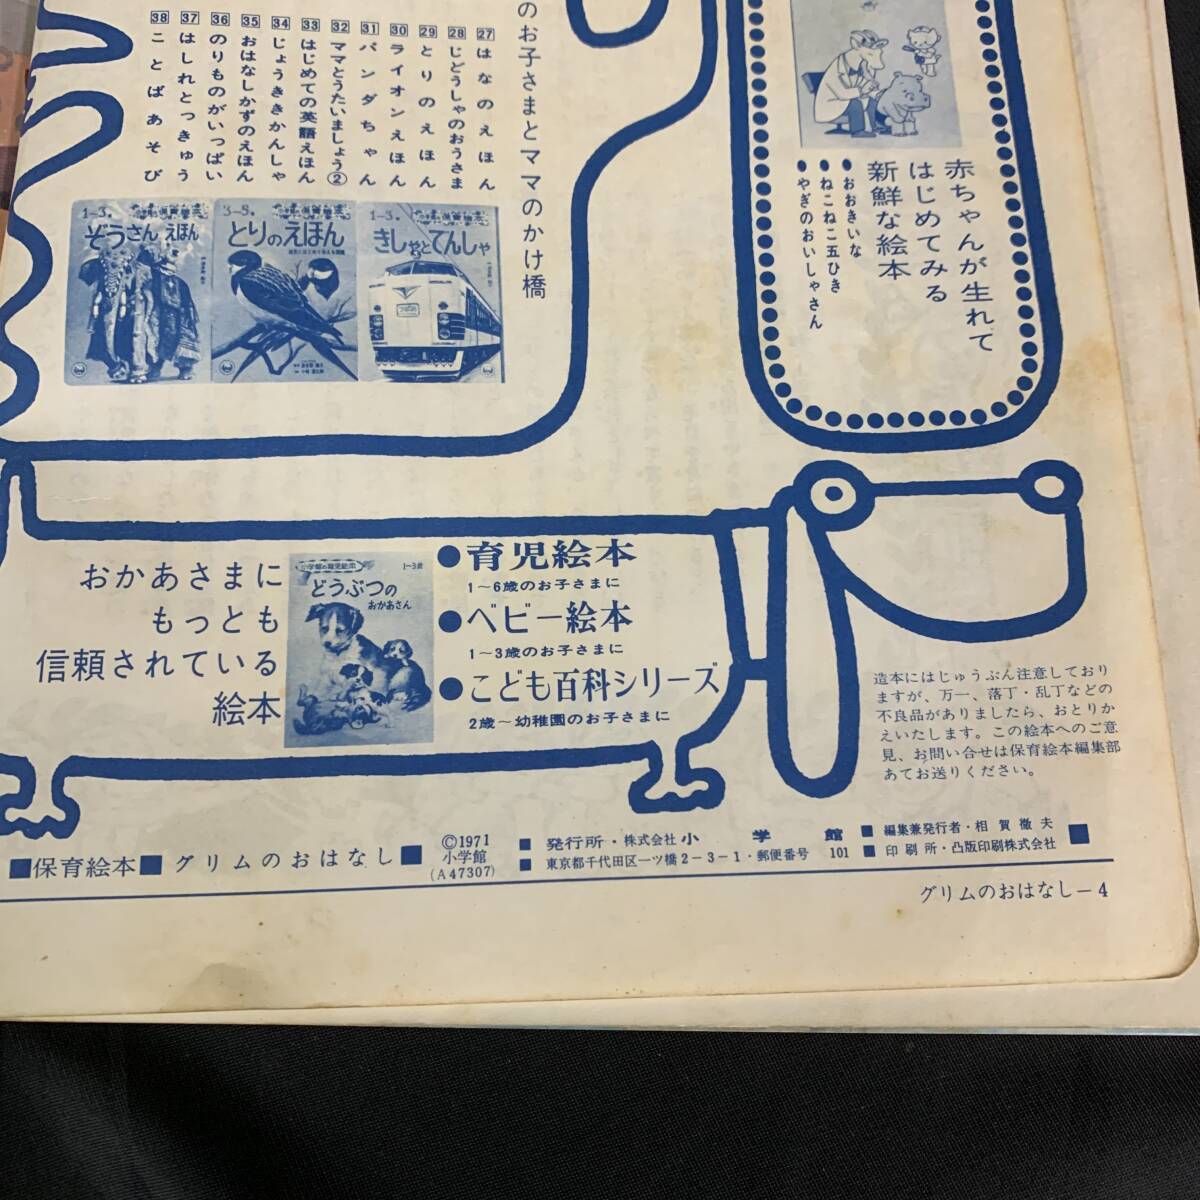 赤ちゃんが生れて
はじめてみる
新鮮な絵本
●おおきいな
●ねこねこ五ひき
●やぎのおいしゃさん
のお子さまとママのかけ橋
27 はなのえほん
28 じどうしゃのおうさま
29 とりのえほん
30 ライオンえほん
31 パンダちゃん
32 ママとうたいましょう②
33 はじめての英語えほん
34 じょうききかんしゃ
35 おはなしかずのえほん
36 のりものがいっぱい
37 はしれとっきゅう
38 ことばあそび
1~3歳
ぞうさんえほん
3~5歳
とりのえほん
1~3歳
きしゃとでんしゃ
おかあさまに
もっとも
信頼されている
絵本
小学館の育児絵本
1~3歳
どうぶつの
おかあさん
●育児絵本
1~6歳のお子さまに
●ベビー絵本
1~3歳のお子さまに
●こども百科シリーズ
2歳~幼稚園のお子さまに
造本にはじゅうぶん注意しており
ますが、万一、落丁・乱丁などの
不良品がありましたら、おとりか
えいたします。この絵本へのご意
見、お問い合せは保育絵本編集部
あてお送りください。
■保育絵本■グリムのおはなし■
©1971
小学館
(A47307)
■発行所・株式会社小学館
■東京都千代田区一ツ橋2-3-1・郵便番号 101
■編集兼発行者・相賀徹夫
■印刷所・凸版印刷株式会社
グリムのおはなし—4